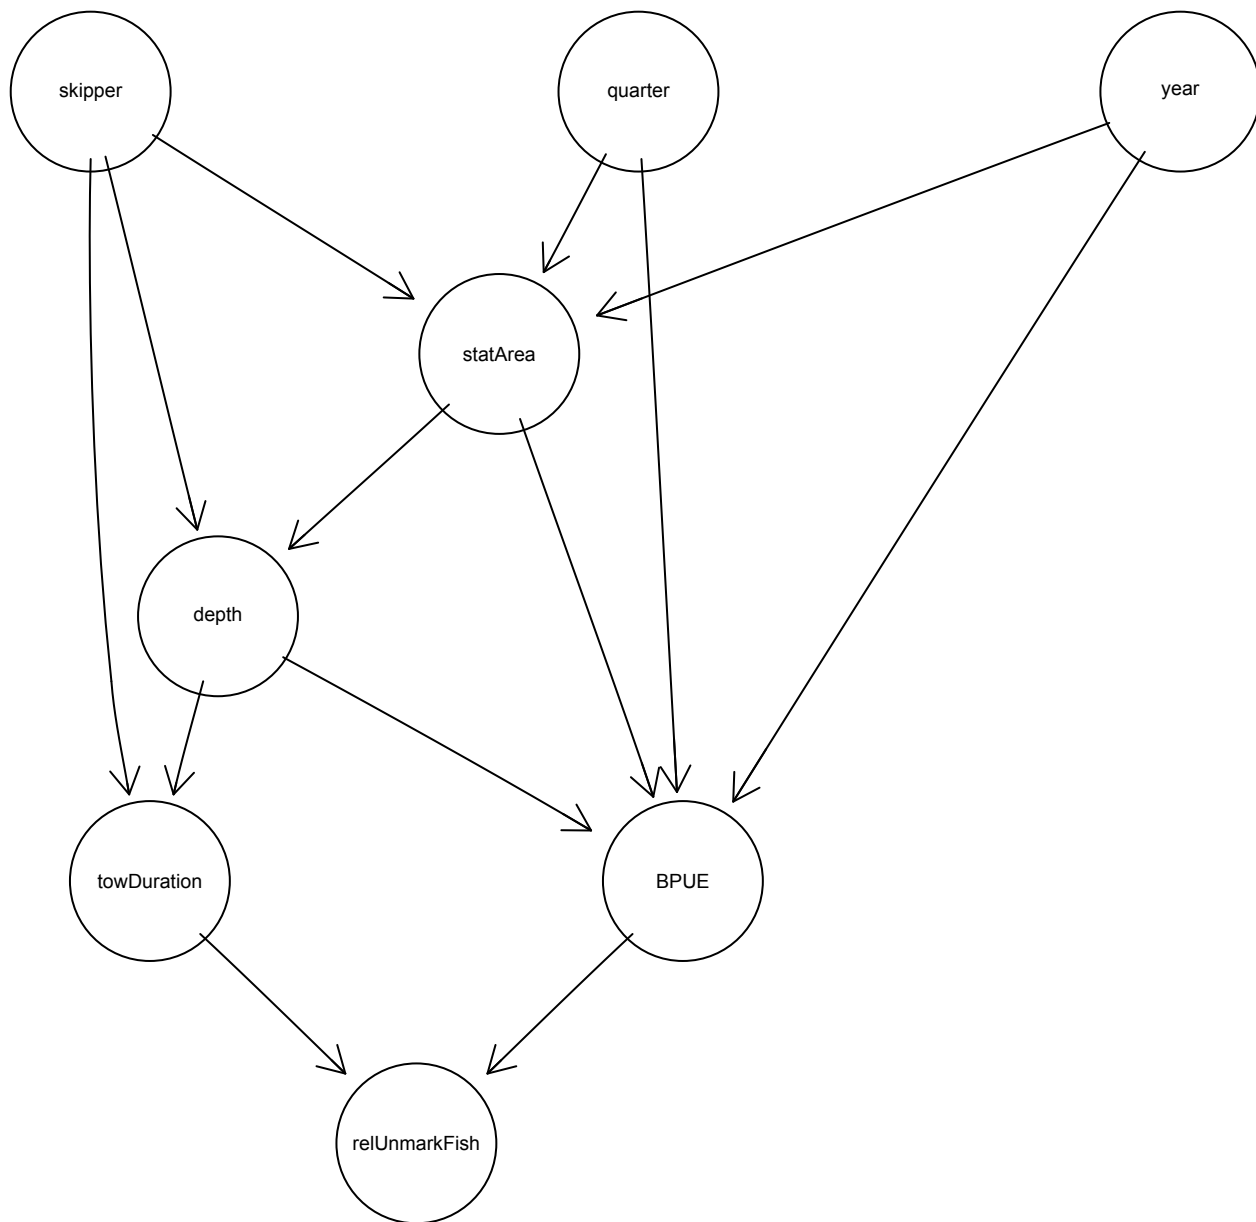 skipper
quarter
year
statArea
depth
towDuration
BPUE
relUnmarkFish